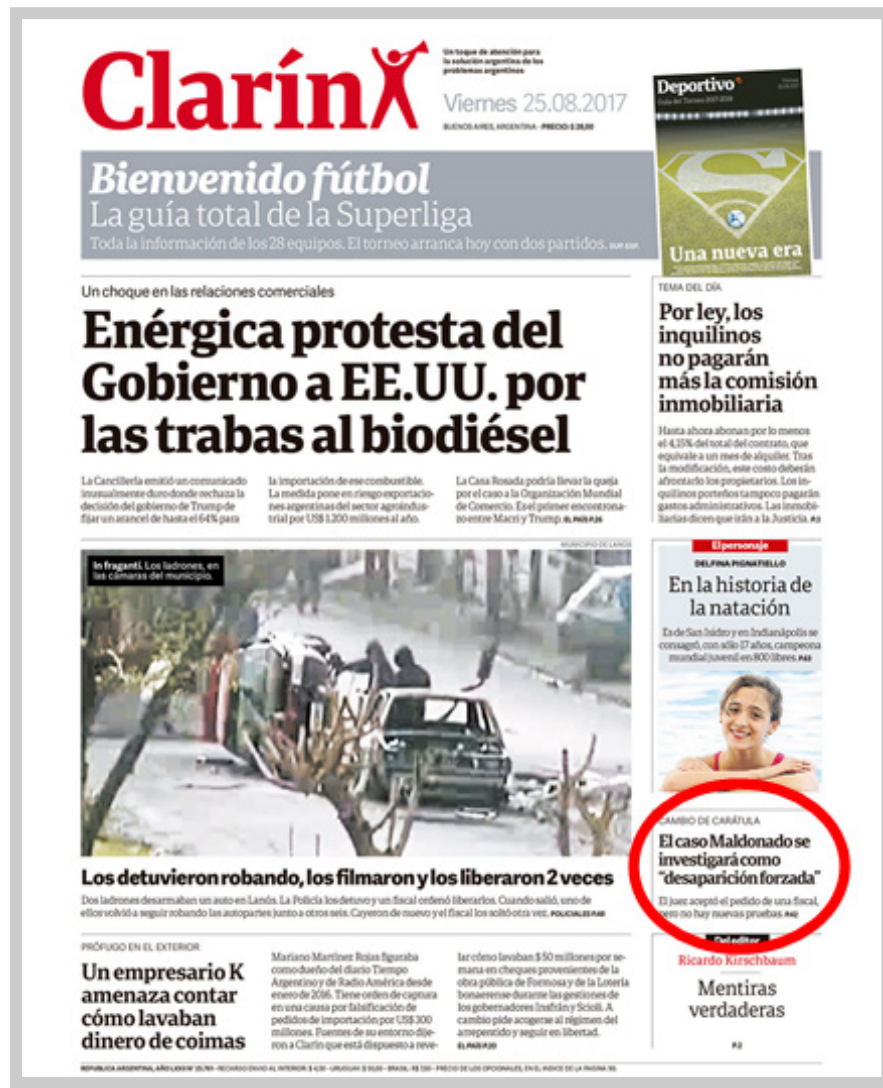 Clarín
Un toque de atención para
la solución argentina de los
problemas argentinos
Viernes 25.08.2017
BUENOS AIRES, ARGENTINA - PRECIO: $ 28,00
Deportivo
Una nueva era
Bienvenido fútbol
La guía total de la Superliga
Toda la información de los 28 equipos. El torneo arranca hoy con dos partidos.
Un choque en las relaciones comerciales
Enérgica protesta del
Gobierno a EE.UU. por
las trabas al biodiésel
La Cancillería emitió un comunicado
inusualmente duro donde rechaza la
decisión del gobierno de Trump de
fijar un arancel de hasta el 64% para
la importación de ese combustible.
La medida pone en riesgo exportacio-
nes argentinas del sector agroindus-
trial por US$ 1.200 millones al año.
La Casa Rosada podría llevar la queja
por el caso a la Organización Mundial
de Comercio. Es el primer encontrona-
zo entre Macri y Trump. EL PAÍS P.26
TEMA DEL DÍA
Por ley, los
inquilinos
no pagarán
más la comisión
inmobiliaria
Hasta ahora abonan por lo menos
el 4,15% del total del contrato, que
equivale a un mes de alquiler. Tras
la modificación, este costo deberán
afrontarlo los propietarios. Los in-
quilinos porteños tampoco pagarán
gastos administrativos. Las inmobi-
liarias dicen que irán a la Justicia. P.3
MUNICIPIO DE LANÚS
In fraganti. Los ladrones, en
las cámaras del municipio.
Los detuvieron robando, los filmaron y los liberaron 2 veces
Dos ladrones desarmaban un auto en Lanús. La Policía los detuvo y un fiscal ordenó liberarlos. Cuando salió, uno de
ellos volvió a seguir robando las autopartes junto a otros seis. Cayeron de nuevo y el fiscal los soltó otra vez. POLICIALES P.48
El personaje
DELFINA PIGNATIELLO
En la historia de
la natación
Es de San Isidro y en Indianápolis se
consagró, con sólo 17 años, campeona
mundial juvenil en 800 libres. P.63
CAMBIO DE CARÁTULA
El caso Maldonado se
investigará como
“desaparición forzada”
El juez aceptó el pedido de una fiscal,
pero no hay nuevas pruebas. P.42
PRÓFUGO EN EL EXTERIOR
Un empresario K
amenaza contar
cómo lavaban
dinero de coimas
Mariano Martínez Rojas figuraba
como dueño del diario Tiempo
Argentino y de Radio América desde
enero de 2016. Tiene orden de captura
en una causa por falsificación de
pedidos de importación por US$ 300
millones. Fuentes de su entorno dije-
ron a Clarín que está dispuesto a reve-
lar cómo lavaban $ 50 millones por se-
mana en cheques provenientes de la
obra pública de Formosa y de la Lotería
bonaerense durante las gestiones de
los gobernadores Insfrán y Scioli. A
cambio pide acogerse al régimen del
arrepentido y seguir en libertad.
EL PAÍS P.20
Del editor
Ricardo Kirschbaum
Mentiras
verdaderas
P.2